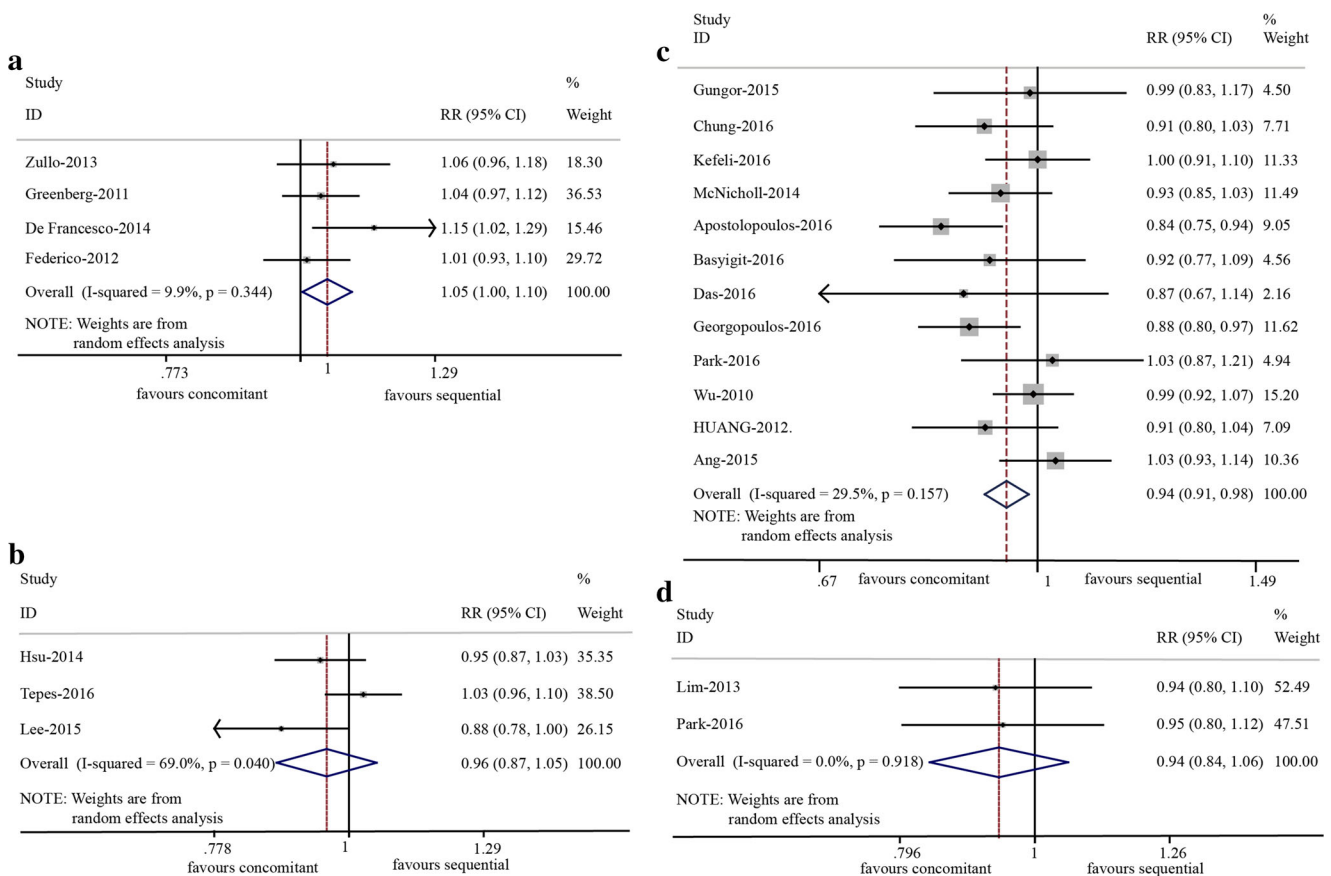 a
Study %
ID RR (95% CI) Weight
Zullo-2013 1.06 (0.96, 1.18) 18.30
Greenberg-2011 1.04 (0.97, 1.12) 36.53
De Francesco-2014 1.15 (1.02, 1.29) 15.46
Federico-2012 1.01 (0.93, 1.10) 29.72
Overall (I-squared = 9.9%, p = 0.344) 1.05 (1.00, 1.10) 100.00
NOTE: Weights are from
random effects analysis
.773 1 1.29
favours concomitant favours sequential
b
Study %
ID RR (95% CI) Weight
Hsu-2014 0.95 (0.87, 1.03) 35.35
Tepes-2016 1.03 (0.96, 1.10) 38.50
Lee-2015 0.88 (0.78, 1.00) 26.15
Overall (I-squared = 69.0%, p = 0.040) 0.96 (0.87, 1.05) 100.00
NOTE: Weights are from
random effects analysis
.778 1 1.29
favours concomitant favours sequential
c
Study %
ID RR (95% CI) Weight
Gungor-2015 0.99 (0.83, 1.17) 4.50
Chung-2016 0.91 (0.80, 1.03) 7.71
Kefeli-2016 1.00 (0.91, 1.10) 11.33
McNicholl-2014 0.93 (0.85, 1.03) 11.49
Apostolopoulos-2016 0.84 (0.75, 0.94) 9.05
Basyigit-2016 0.92 (0.77, 1.09) 4.56
Das-2016 0.87 (0.67, 1.14) 2.16
Georgopoulos-2016 0.88 (0.80, 0.97) 11.62
Park-2016 1.03 (0.87, 1.21) 4.94
Wu-2010 0.99 (0.92, 1.07) 15.20
HUANG-2012. 0.91 (0.80, 1.04) 7.09
Ang-2015 1.03 (0.93, 1.14) 10.36
Overall (I-squared = 29.5%, p = 0.157) 0.94 (0.91, 0.98) 100.00
NOTE: Weights are from
random effects analysis
.67 favours concomitant 1 favours sequential 1.49
d
Study %
ID RR (95% CI) Weight
Lim-2013 0.94 (0.80, 1.10) 52.49
Park-2016 0.95 (0.80, 1.12) 47.51
Overall (I-squared = 0.0%, p = 0.918) 0.94 (0.84, 1.06) 100.00
NOTE: Weights are from
random effects analysis
.796 1 1.26
favours concomitant favours sequential